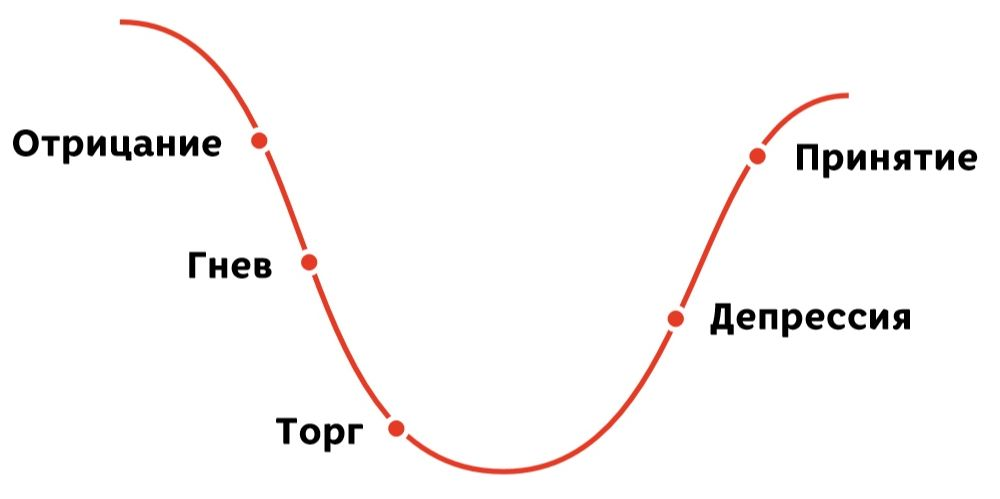 Отрицание
Гнев
Торг
Депрессия
Принятие